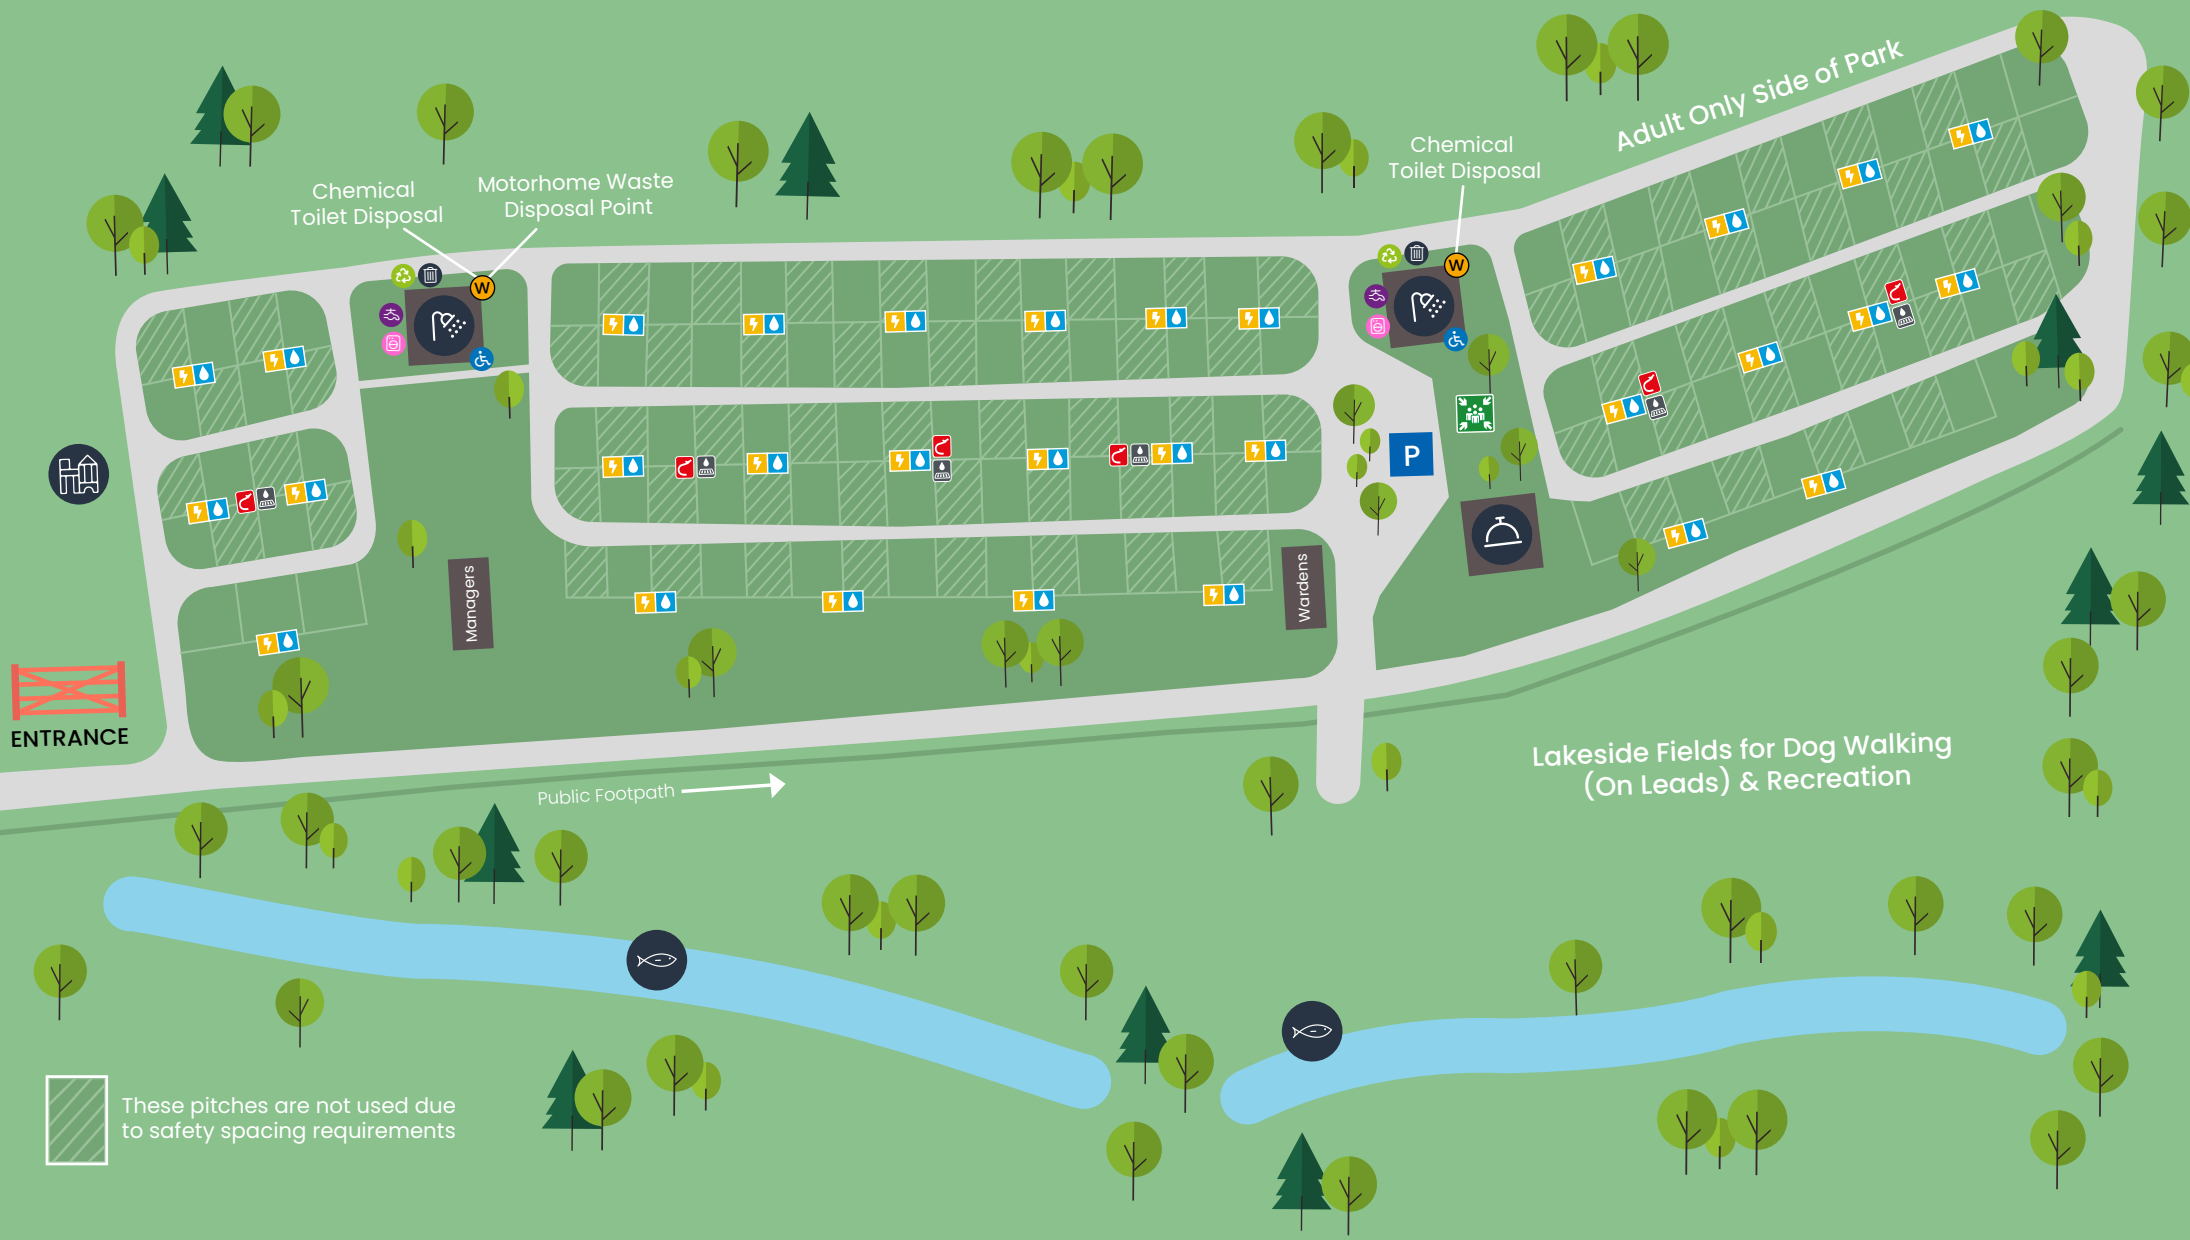 Adult Only Side of Park
Chemical
Toilet Disposal
Motorhome Waste
Disposal Point
Chemical
Toilet Disposal
W
W
P
Managers
Wardens
ENTRANCE
Public Footpath
Lakeside Fields for Dog Walking
(On Leads) & Recreation
These pitches are not used due
to safety spacing requirements